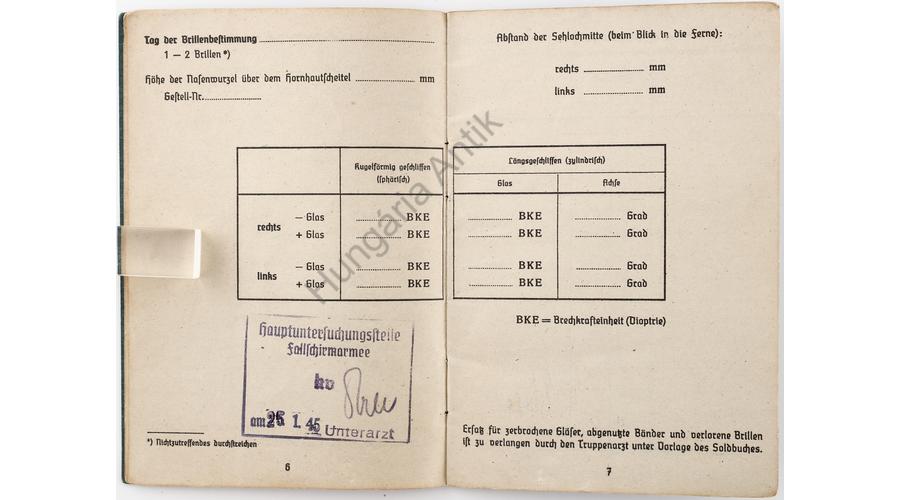 Tag der Brillenbestimmung
1 — 2 Brillen*)
Höhe der Nasenwurzel über dem Hornhautscheitel mm
Gestell-Nr.
Kugelförmig geschliffen
(sphärisch)
rechts
— Glas BKE
+ Glas BKE
links
— Glas BKE
+ Glas BKE
Hauptuntersuchungsstelle
Fallschirmarmee
kv
am 25 1. 45 Unterarzt
*) Nichtzutreffendes durchstreichen
6
Abstand der Sehlochmitte (beim Blick in die Ferne):
rechts mm
links mm
Längsgeschliffen (zylindrisch)
Glas Achse
BKE Grad
BKE Grad
BKE Grad
BKE Grad
BKE = Brechkrafteinheit (Dioptrie)
Ersatz für zerbrochene Gläser, abgenutzte Bänder und verlorene Brillen
ist zu verlangen durch den Truppenarzt unter Vorlage des Soldbuches.
7
Hungária Antik